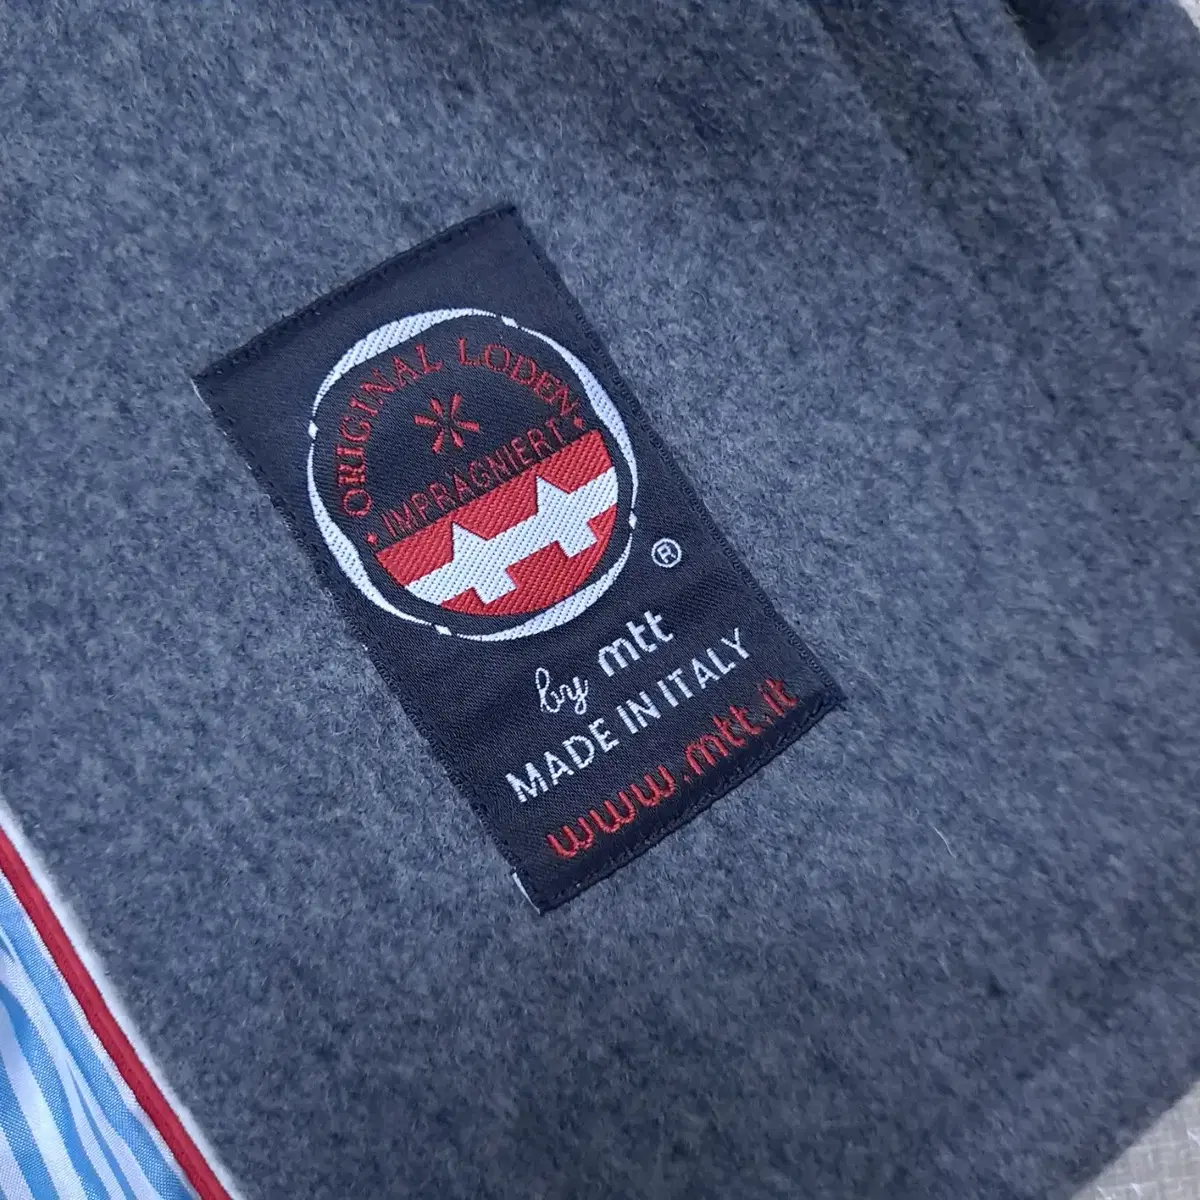 ORIGINAL LODEN
IMPRAGNIERT
®
by mtt
MADE IN ITALY
www.mtt.it